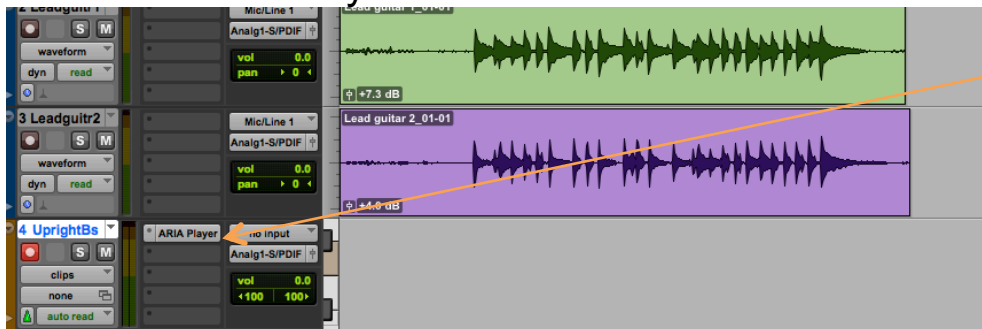 2 Leadguitr1
Mic/Line 1
Lead guitar 1_01-01
S M
Analg1-S/PDIF
waveform
vol 0.0
dyn read
pan 0
+7.3 dB
3 Leadguitr2
Mic/Line 1
Lead guitar 2_01-01
S M
Analg1-S/PDIF
waveform
vol 0.0
dyn read
pan 0
+4.6 dB
4 UprightBs
ARIA Player
no input
S M
Analg1-S/PDIF
clips
vol 0.0
none
100 100
auto read